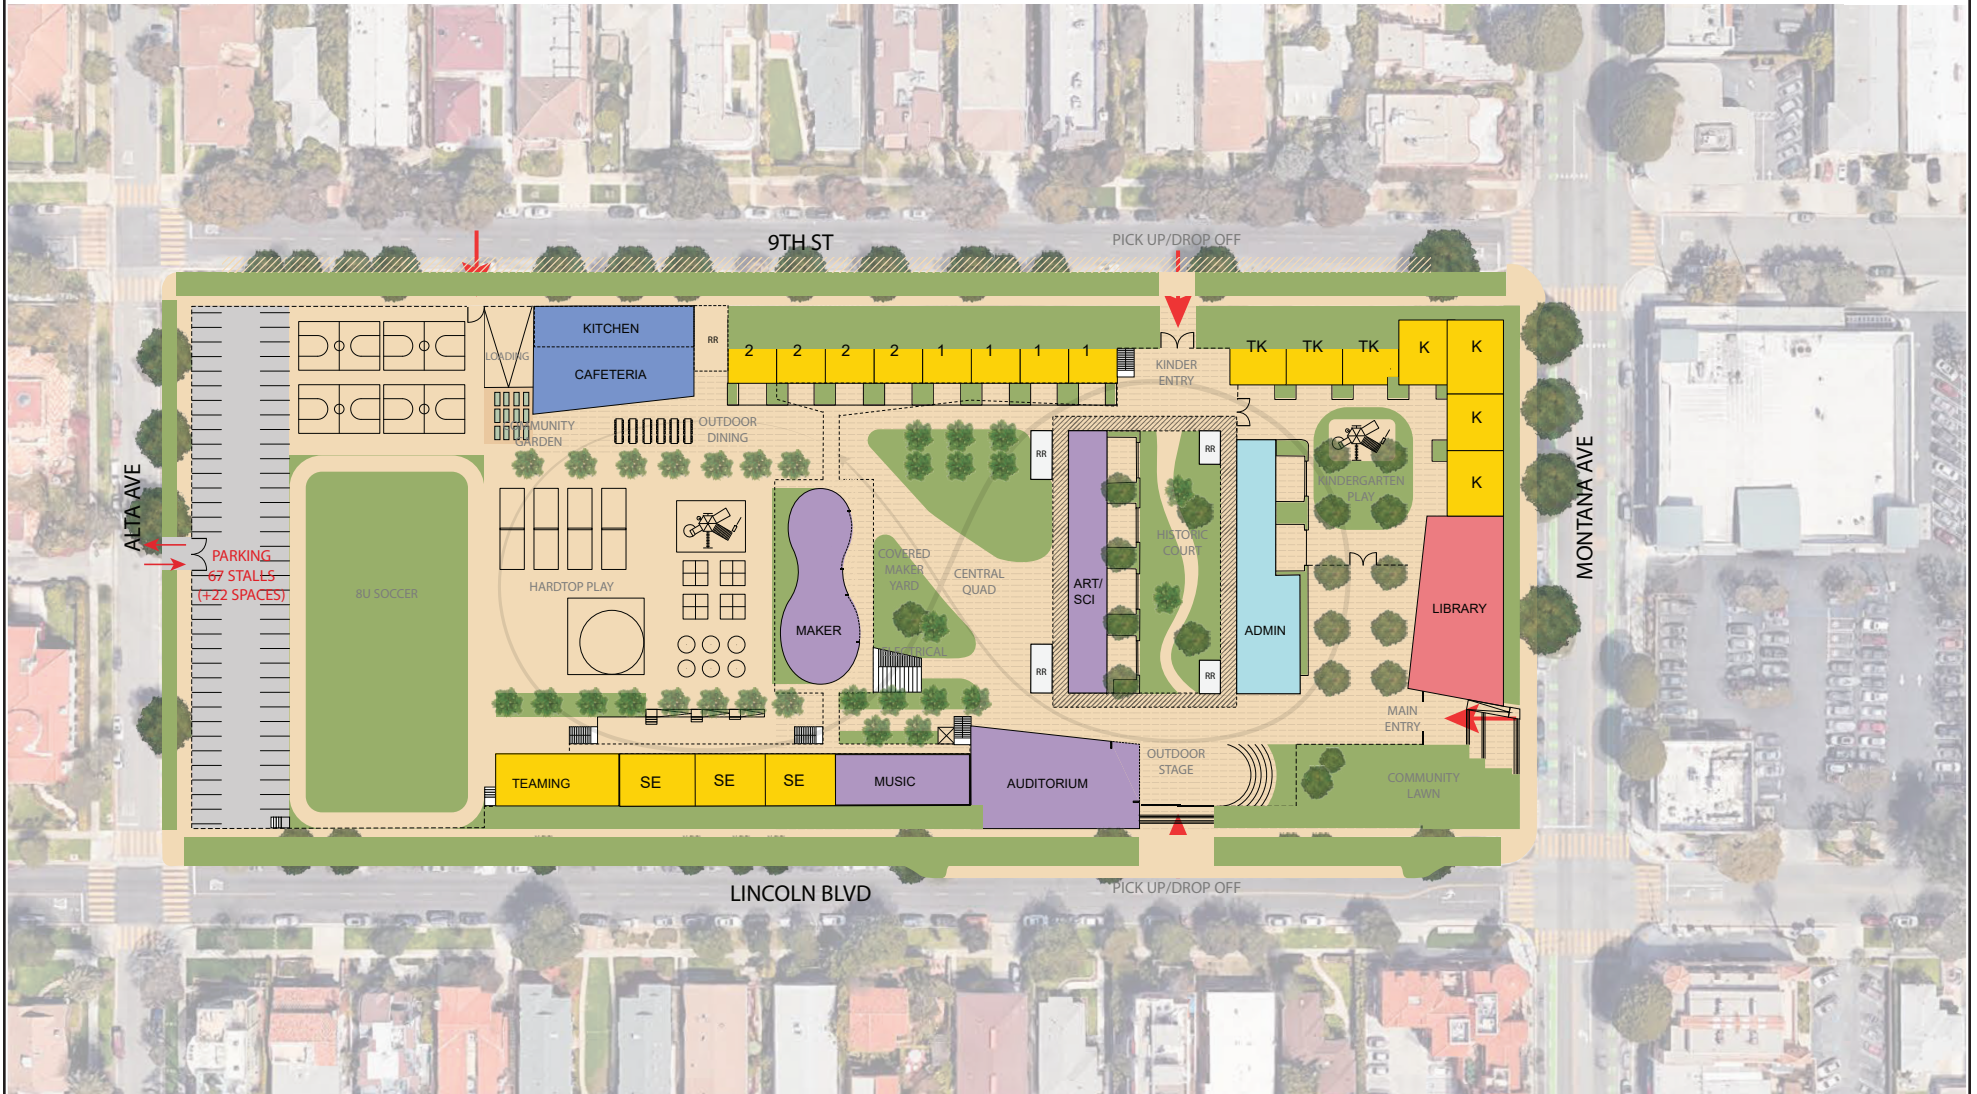 9TH ST
PICK UP/DROP OFF
KITCHEN
CAFETERIA
LOADING
RR
2
2
2
2
1
1
1
1
KINDER
ENTRY
TK
TK
TK
K
K
K
K
COMMUNITY
GARDEN
OUTDOOR
DINING
RR
RR
KINDERGARTEN
PLAY
ALTA AVE
MONTANA AVE
PARKING
67 STALLS
(+22 SPACES)
8U SOCCER
HARDTOP PLAY
COVERED
MAKER
YARD
CENTRAL
QUAD
HISTORIC
COURT
ART/
SCI
MAKER
ELECTRICAL
ADMIN
LIBRARY
RR
RR
MAIN
ENTRY
TEAMING
SE
SE
SE
MUSIC
AUDITORIUM
OUTDOOR
STAGE
COMMUNITY
LAWN
LINCOLN BLVD
PICK UP/DROP OFF